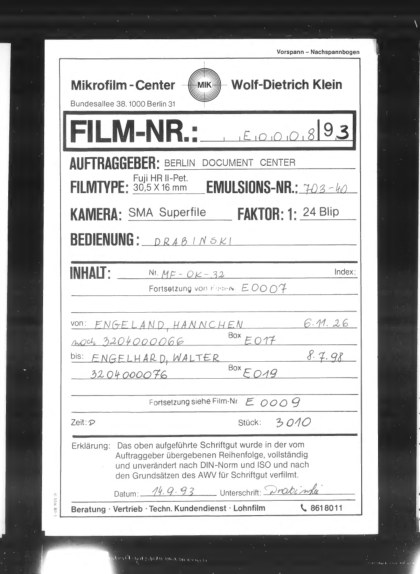 Vorspann – Nachspannbogen
Mikrofilm - Center MIK Wolf-Dietrich Klein
Bundesallee 38, 1000 Berlin 31
FILM-NR.: E0008/93
AUFTRAGGEBER: BERLIN DOCUMENT CENTER
FILMTYPE: Fuji HR II-Pet. 30,5 X 16 mm EMULSIONS-NR.: 703-40
KAMERA: SMA Superfile FAKTOR: 1: 24 Blip
BEDIENUNG: DRABINSKI
INHALT: Nr. MF-OK-32 Index:
Fortsetzung von Film-Nr. E0007
von: ENGELAND, HANNCHEN 6.11.26
noch 3204000066 Box E017
bis: ENGELHARD, WALTER 8.7.98
3204000076 Box E019
Fortsetzung siehe Film-Nr E 0009
Zeit: D Stück: 3010
Erklärung: Das oben aufgeführte Schriftgut wurde in der vom
Auftraggeber übergebenen Reihenfolge, vollständig
und unverändert nach DIN-Norm und ISO und nach
den Grundsätzen des AWV für Schriftgut verfilmt.
Datum: 14.9.93 Unterschrift: Drabinski
Beratung · Vertrieb · Techn. Kundendienst · Lohnfilm 8618011